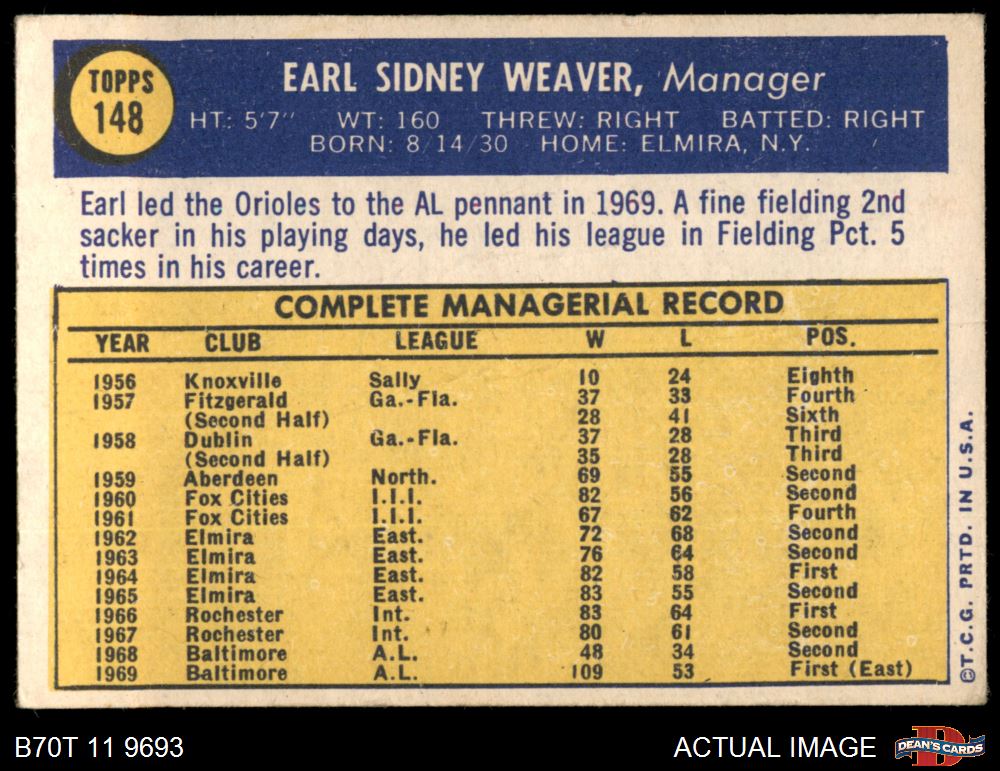 TOPPS
148
EARL SIDNEY WEAVER, Manager
HT: 5'7" WT: 160 THREW: RIGHT BATTED: RIGHT
BORN: 8/14/30 HOME: ELMIRA, N.Y.
Earl led the Orioles to the AL pennant in 1969. A fine fielding 2nd
sacker in his playing days, he led his league in Fielding Pct. 5
times in his career.
COMPLETE MANAGERIAL RECORD
YEAR CLUB LEAGUE W L POS.
1956 Knoxville Sally 10 24 Eighth
1957 Fitzgerald Ga.-Fla. 37 33 Fourth
(Second Half) 28 41 Sixth
1958 Dublin Ga.-Fla. 37 28 Third
(Second Half) 35 28 Third
1959 Aberdeen North. 69 55 Second
1960 Fox Cities I.I.I. 82 56 Second
1961 Fox Cities I.I.I. 67 62 Fourth
1962 Elmira East. 72 68 Second
1963 Elmira East. 76 64 Second
1964 Elmira East. 82 58 First
1965 Elmira East. 83 55 Second
1966 Rochester Int. 83 64 First
1967 Rochester Int. 80 61 Second
1968 Baltimore A.L. 48 34 Second
1969 Baltimore A.L. 109 53 First (East)
©T.C.G. PRTD. IN U.S.A.
B70T 11 9693
ACTUAL IMAGE
DEAN'S CARDS